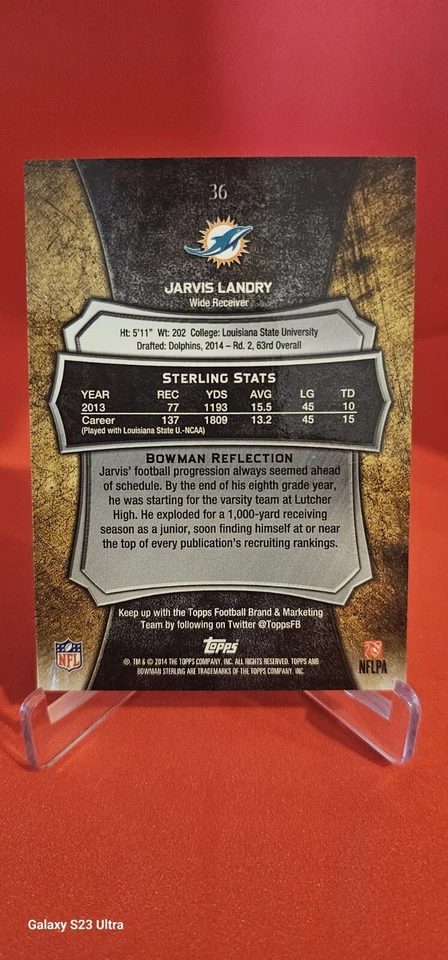 36
JARVIS LANDRY
Wide Receiver
Ht: 5'11" Wt: 202 College: Louisiana State University
Drafted: Dolphins, 2014 – Rd. 2, 63rd Overall
STERLING STATS
YEAR REC YDS AVG LG TD
2013 77 1193 15.5 45 10
Career 137 1809 13.2 45 15
(Played with Louisiana State U.-NCAA)
BOWMAN REFLECTION
Jarvis' football progression always seemed ahead
of schedule. By the end of his eighth grade year,
he was starting for the varsity team at Lutcher
High. He exploded for a 1,000-yard receiving
season as a junior, soon finding himself at or near
the top of every publication's recruiting rankings.
Keep up with the Topps Football Brand & Marketing
Team by following on Twitter @ToppsFB
NFL
Topps
NFLPA
®, TM & © 2014 THE TOPPS COMPANY, INC. ALL RIGHTS RESERVED. TOPPS AND
BOWMAN STERLING ARE TRADEMARKS OF THE TOPPS COMPANY, INC.
Galaxy S23 Ultra